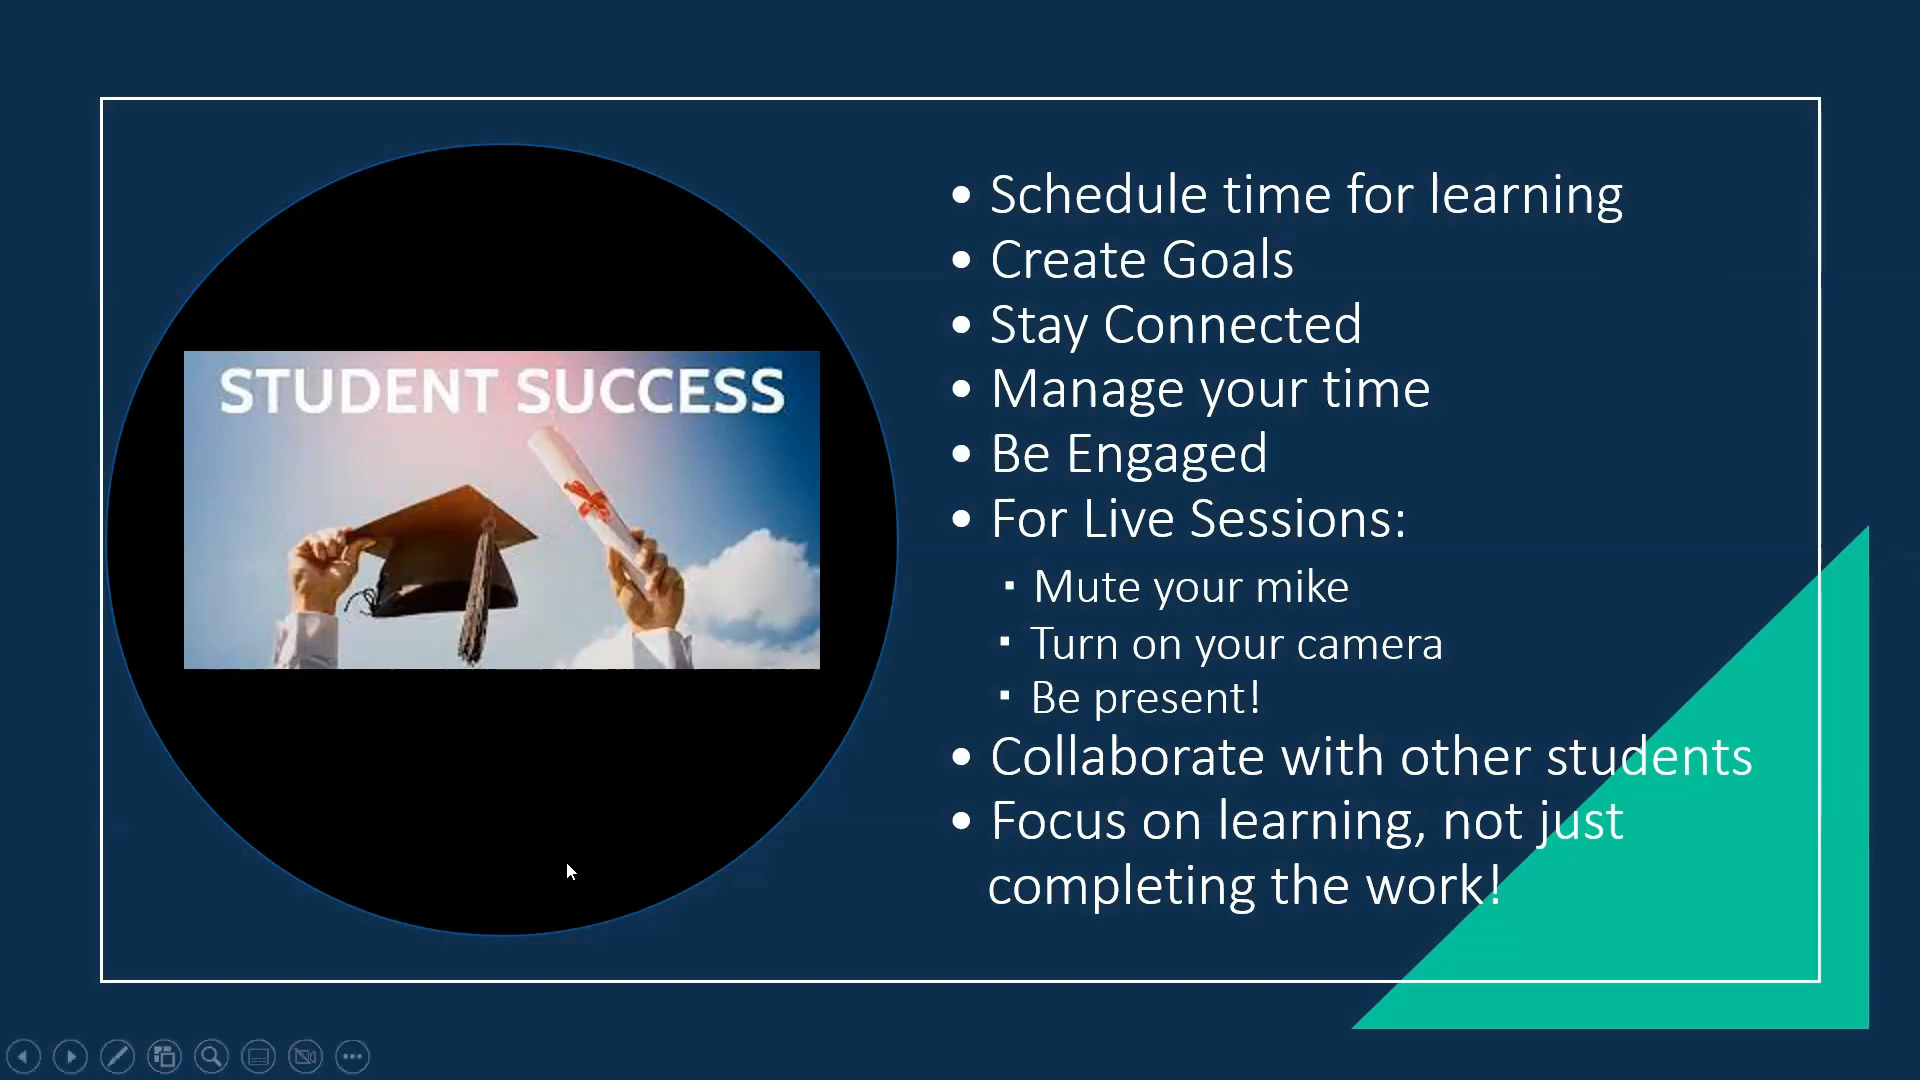 STUDENT SUCCESS
• Schedule time for learning
• Create Goals
• Stay Connected
• Manage your time
• Be Engaged
• For Live Sessions:
▪ Mute your mike
▪ Turn on your camera
▪ Be present!
• Collaborate with other students
• Focus on learning, not just
completing the work!